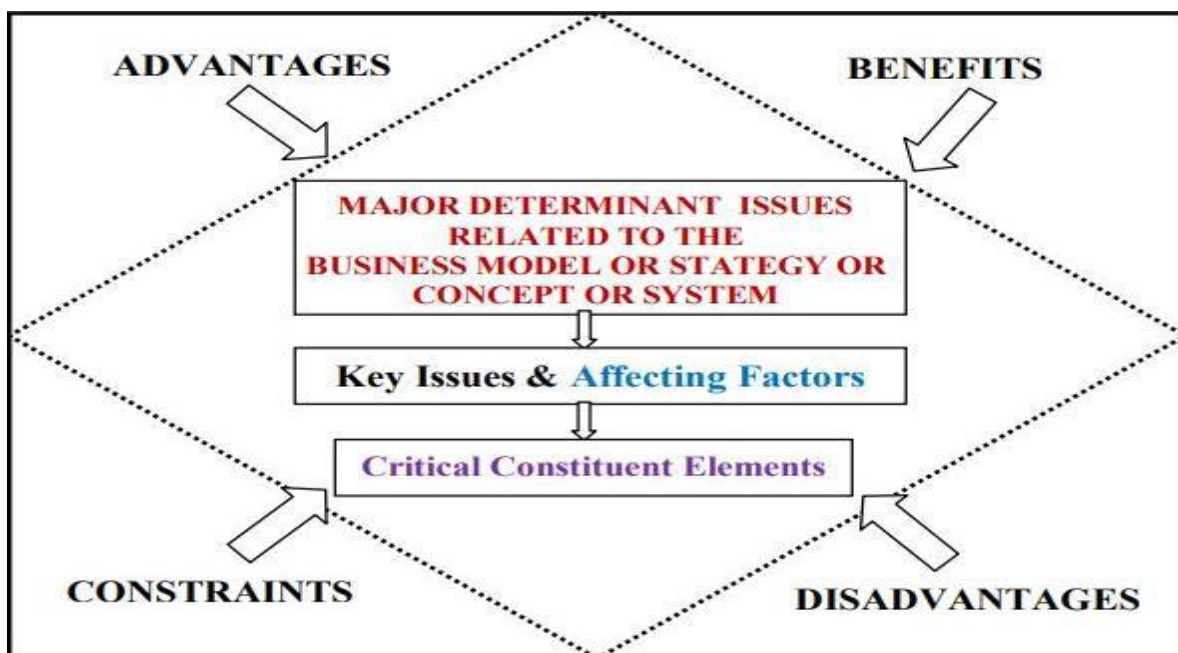 ADVANTAGES
BENEFITS
MAJOR DETERMINANT ISSUES
RELATED TO THE
BUSINESS MODEL OR STATEGY OR
CONCEPT OR SYSTEM
Key Issues & Affecting Factors
Critical Constituent Elements
CONSTRAINTS
DISADVANTAGES